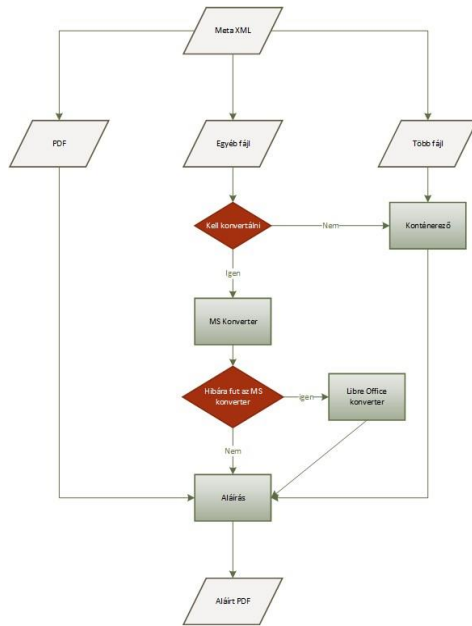 Meta XML
PDF
Egyéb fájl
Több fájl
Kell konvertálni
Nem
Konténerező
Igen
MS Konverter
Hibára fut az MS
konverter
Igen
Libre Office
konverter
Nem
Aláírás
Aláírt PDF